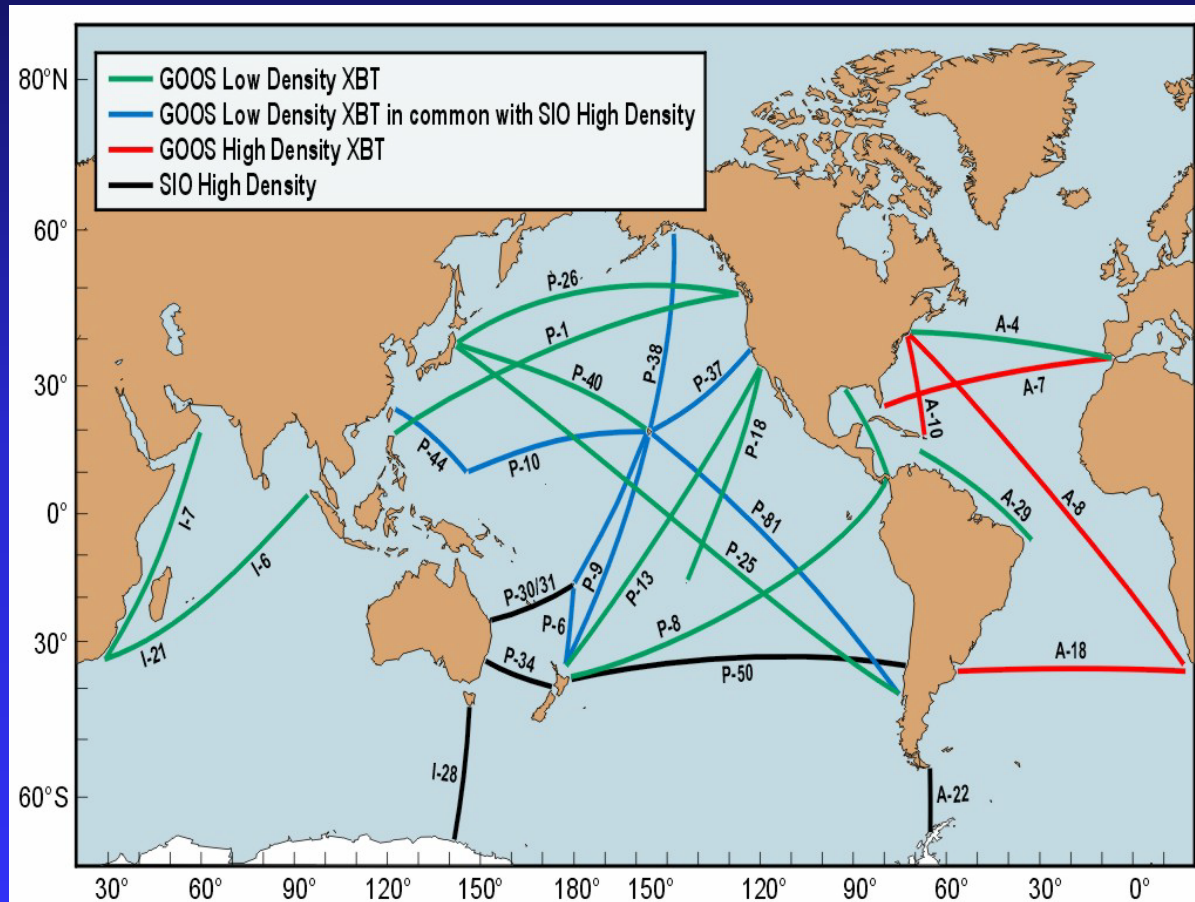 80°N
60°
30°
0°
30°
60°S
GOOS Low Density XBT
GOOS Low Density XBT in common with SIO High Density
GOOS High Density XBT
SIO High Density
P-26
P-1
P-38
P-40
P-37
A-4
A-7
A-10
P-18
P-44
P-10
I-7
I-6
P-81
A-8
A-29
P-25
P-9
P-13
P-30/31
P-6
P-8
I-21
P-34
P-50
A-18
I-28
A-22
30° 60° 90° 120° 150° 180° 150° 120° 90° 60° 30° 0°